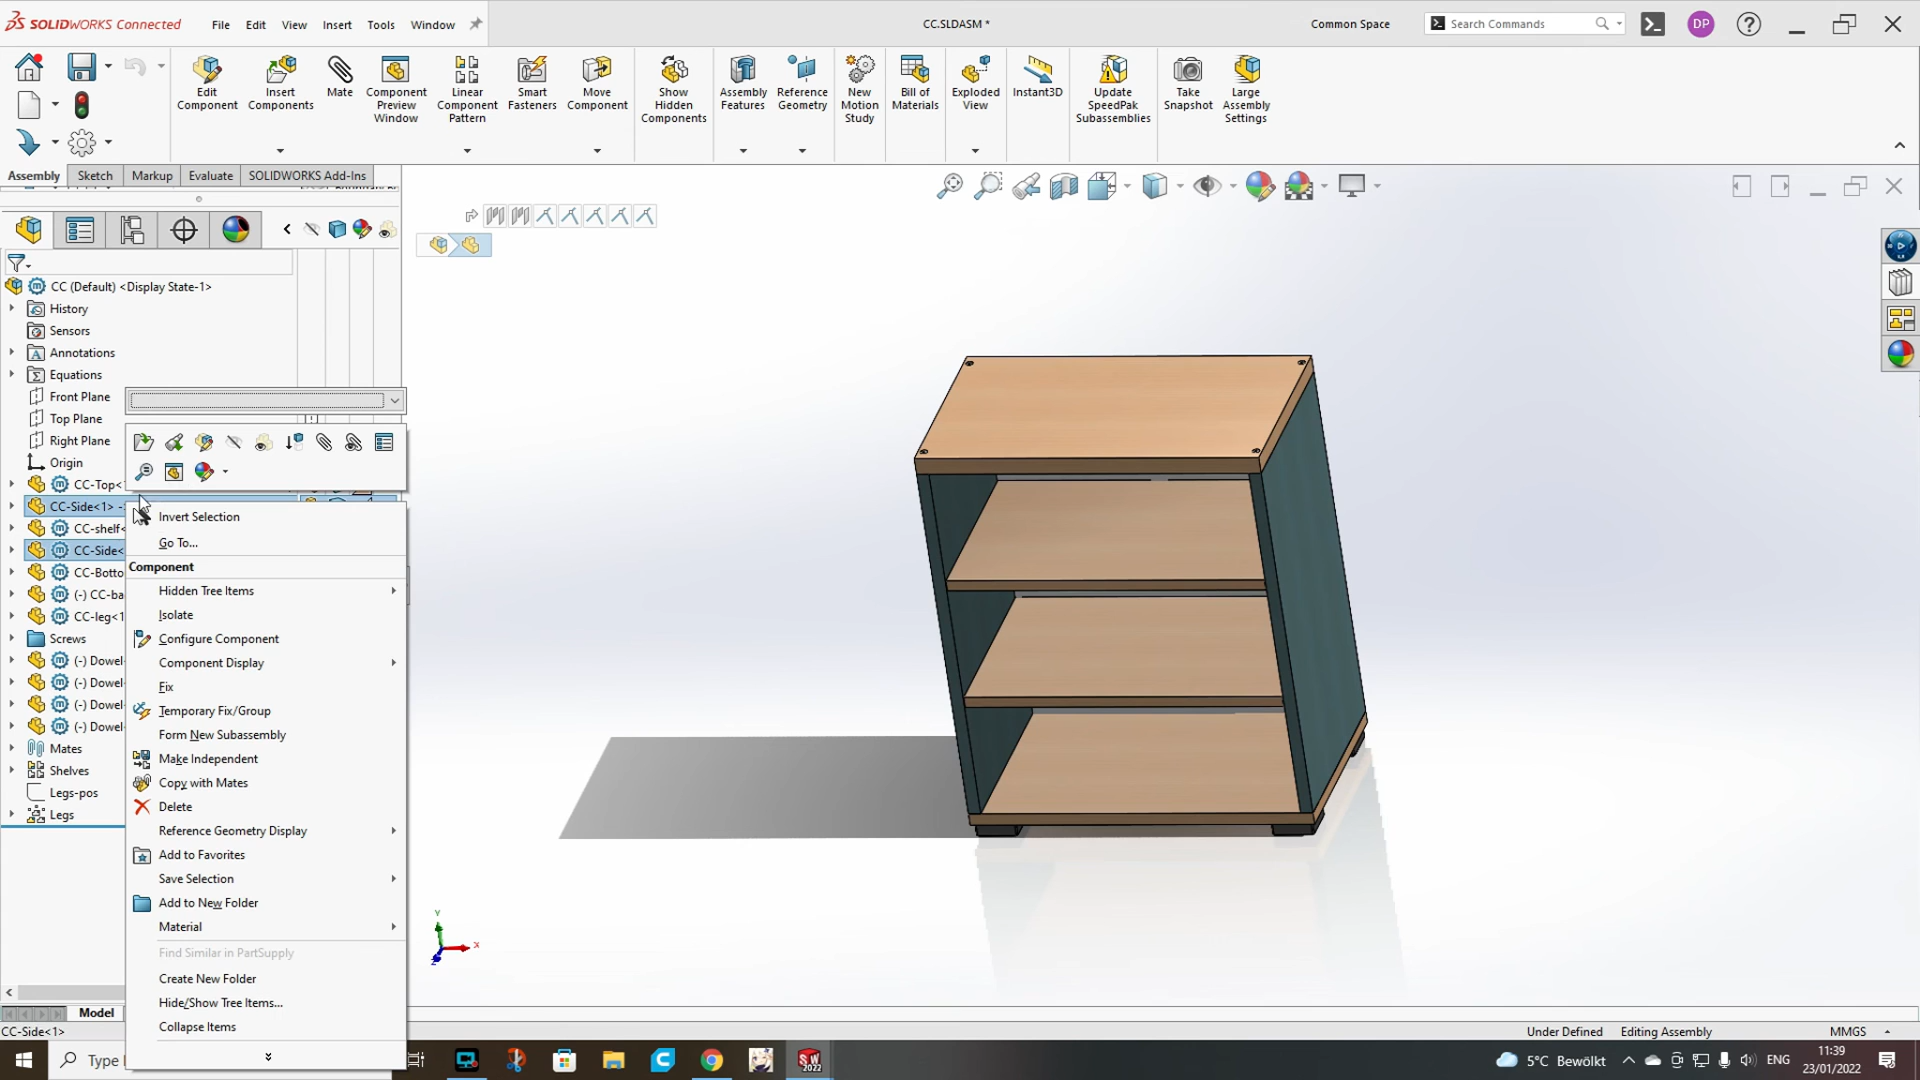 SOLIDWORKS Connected
File Edit View Insert Tools Window
CC.SLDASM *
Common Space
Search Commands
DP
Edit Component
Insert Components
Mate
Component Preview Window
Linear Component Pattern
Smart Fasteners
Move Component
Show Hidden Components
Assembly Features
Reference Geometry
New Motion Study
Bill of Materials
Exploded View
Instant3D
Update SpeedPak Subassemblies
Take Snapshot
Large Assembly Settings
Assembly Sketch Markup Evaluate SOLIDWORKS Add-Ins
CC (Default) <Display State-1>
History
Sensors
Annotations
Equations
Front Plane
Top Plane
Right Plane
Origin
CC-Top<
CC-Side<1> -
CC-shelf<
CC-Side<
CC-Botto
(-) CC-ba
CC-leg<1
Screws
(-) Dowel
(-) Dowel
(-) Dowel
(-) Dowel
Mates
Shelves
Legs-pos
Legs
Invert Selection
Go To...
Component
Hidden Tree Items
Isolate
Configure Component
Component Display
Fix
Temporary Fix/Group
Form New Subassembly
Make Independent
Copy with Mates
Delete
Reference Geometry Display
Add to Favorites
Save Selection
Add to New Folder
Material
Find Similar in PartSupply
Create New Folder
Hide/Show Tree Items...
Collapse Items
Y
X
Z
Model
CC-Side<1>
Under Defined
Editing Assembly
MMGS
Type
SW 2022
5°C Bewölkt
ENG
11:39
23/01/2022